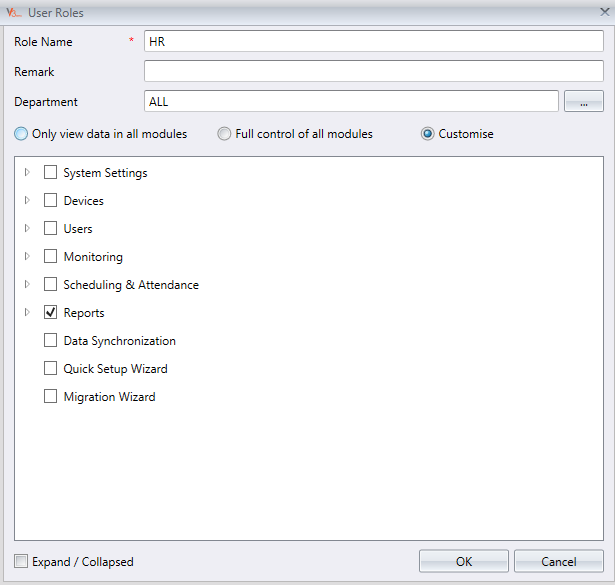 User Roles
Role Name * HR
Remark
Department ALL ...
Only view data in all modules Full control of all modules Customise
System Settings
Devices
Users
Monitoring
Scheduling & Attendance
Reports
Data Synchronization
Quick Setup Wizard
Migration Wizard
Expand / Collapsed OK Cancel